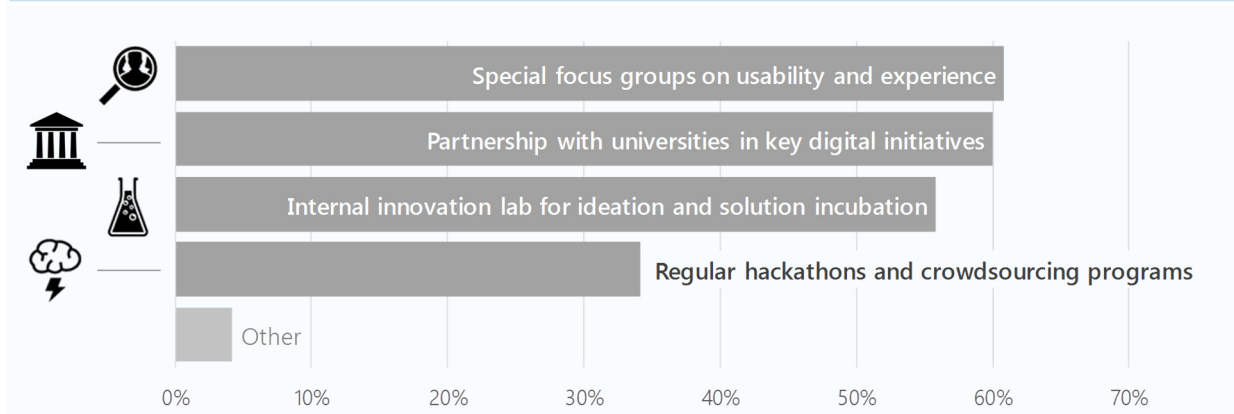 Special focus groups on usability and experience
Partnership with universities in key digital initiatives
Internal innovation lab for ideation and solution incubation
Regular hackathons and crowdsourcing programs
Other
0% 10% 20% 30% 40% 50% 60% 70%